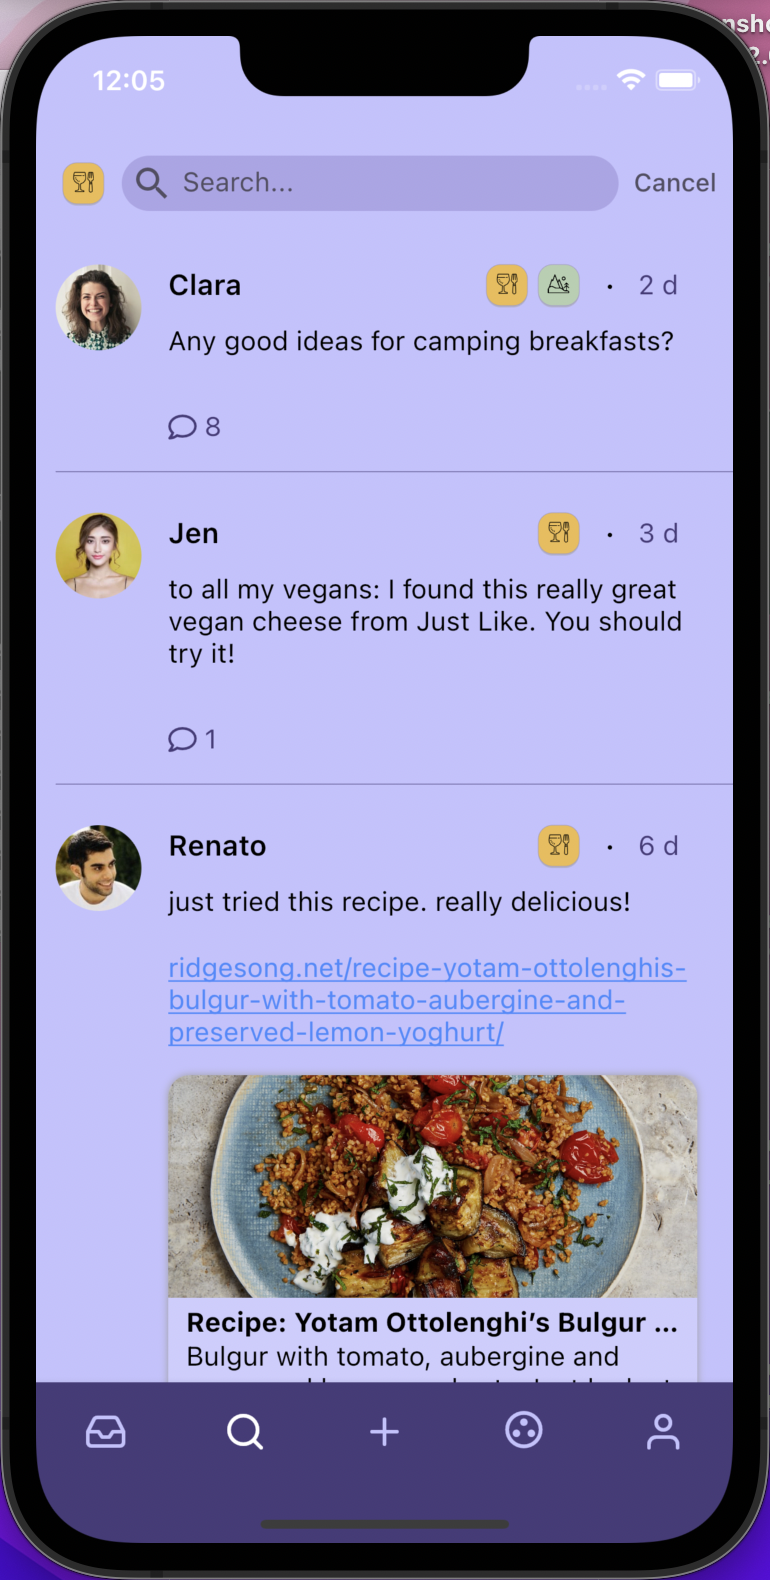 nsho
2.
12:05
Search...
Cancel
Clara
2 d
Any good ideas for camping breakfasts?
8
Jen
3 d
to all my vegans: I found this really great
vegan cheese from Just Like. You should
try it!
1
Renato
6 d
just tried this recipe. really delicious!
ridgesong.net/recipe-yotam-ottolenghis-
bulgur-with-tomato-aubergine-and-
preserved-lemon-yoghurt/
Recipe: Yotam Ottolenghi's Bulgur ...
Bulgur with tomato, aubergine and